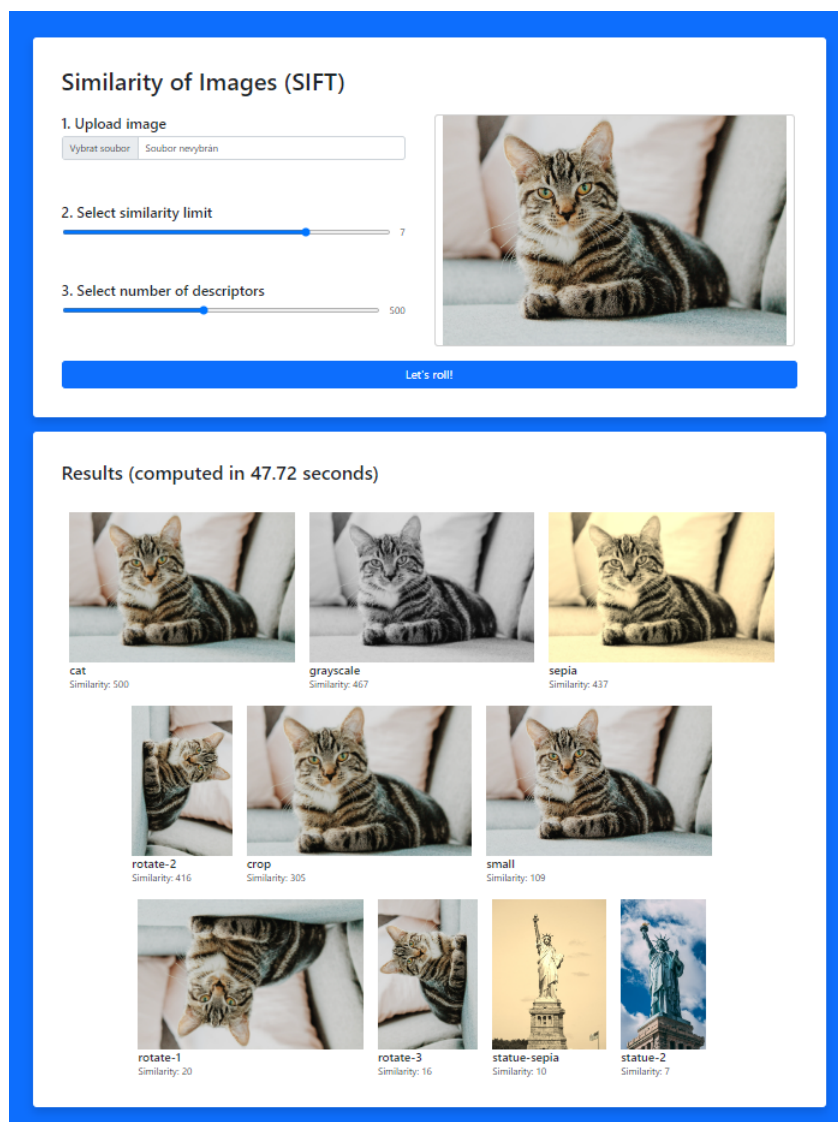 Similarity of Images (SIFT)
1. Upload image
Vybrat soubor Soubor nevybrán
2. Select similarity limit
7
3. Select number of descriptors
500
Let's roll!
Results (computed in 47.72 seconds)
cat
Similarity: 500
grayscale
Similarity: 467
sepia
Similarity: 437
rotate-2
Similarity: 416
crop
Similarity: 305
small
Similarity: 109
rotate-1
Similarity: 20
rotate-3
Similarity: 16
statue-sepia
Similarity: 10
statue-2
Similarity: 7